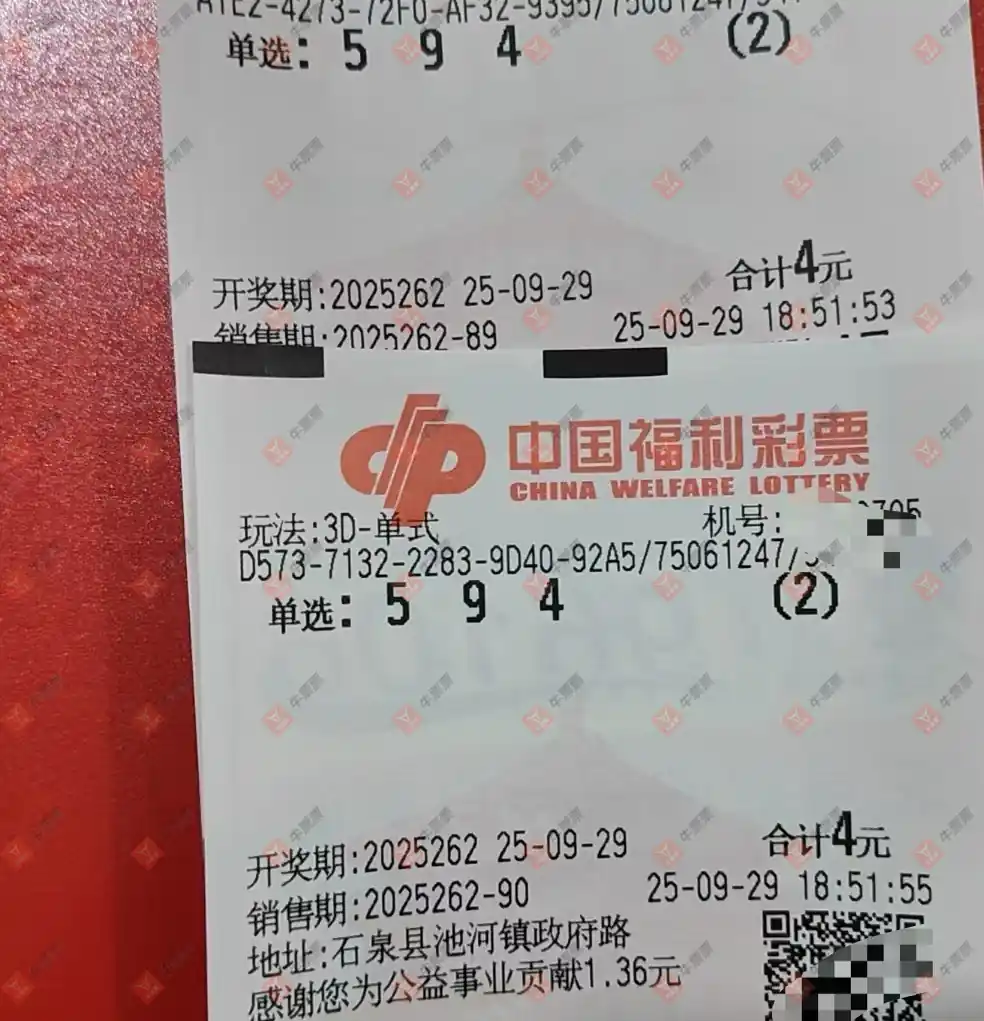 单选: 5 9 4 (2)
开奖期:2025262 25-09-29 合计4元
销售期:2025262-89 25-09-29 18:51:53
中国福利彩票
CHINA WELFARE LOTTERY
玩法:3D-单式 机号:
D573-7132-2283-9D40-92A5/75061247/
单选: 5 9 4 (2)
开奖期:2025262 25-09-29 合计4元
销售期:2025262-90 25-09-29 18:51:55
地址:石泉县池河镇政府路
感谢您为公益事业贡献1.36元